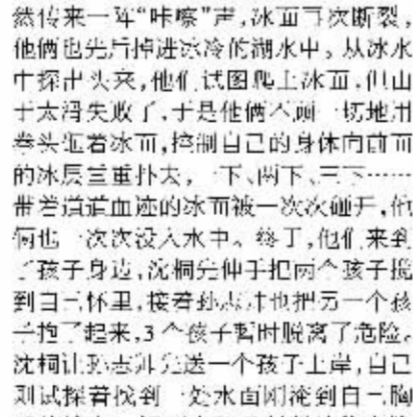 然传来一阵“咔嚓”声,冰面再次断裂,
他俩也先后掉进冰冷的湖水中。从冰水
中探出头来,他们试图爬上冰面,但由
于太滑失败了,于是他俩不顾一切地用
拳头砸着冰面,控制自己的身体向前面
的冰层重重扑去,一下、两下、三下……
带着道道血迹的冰面被一次次碰开,他
俩也一次次没入水中。终于,他们来到
了孩子身边,沈桐先伸手把两个孩子揽
到自己怀里,接着孙志升也把另一个孩
子抱了起来,3个孩子暂时脱离了危险。
沈桐让孙志升先送一个孩子上岸,自己
则试探着找到一处水面刚淹到自己胸